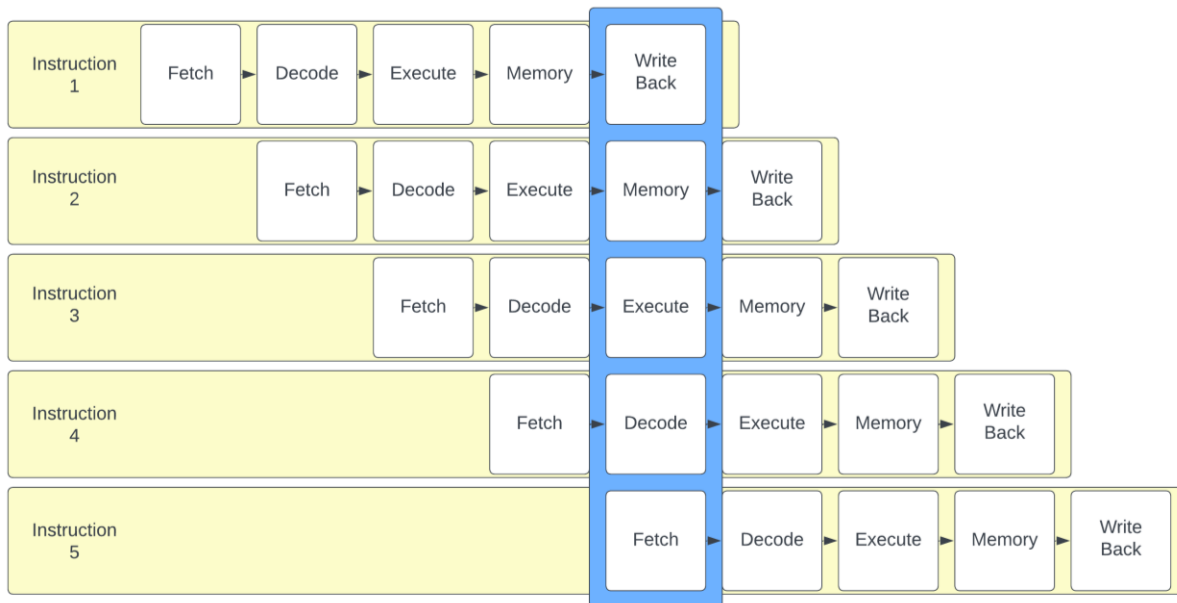 Instruction
1
Fetch
Decode
Execute
Memory
Write
Back
Instruction
2
Fetch
Decode
Execute
Memory
Write
Back
Instruction
3
Fetch
Decode
Execute
Memory
Write
Back
Instruction
4
Fetch
Decode
Execute
Memory
Write
Back
Instruction
5
Fetch
Decode
Execute
Memory
Write
Back